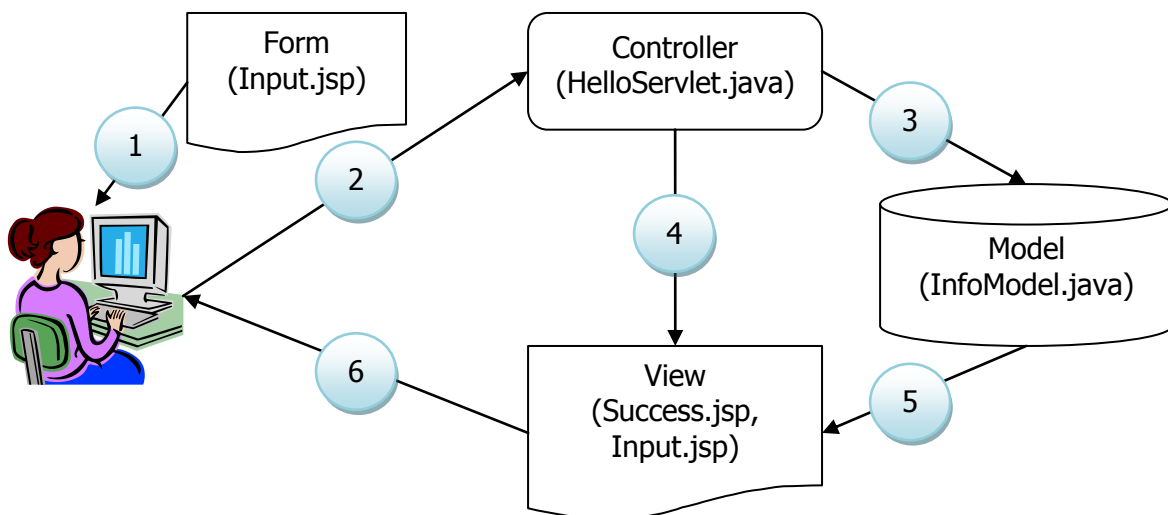 Form
(Input.jsp)
1
Controller
(HelloServlet.java)
2
3
4
Model
(InfoModel.java)
6
View
(Success.jsp,
Input.jsp)
5